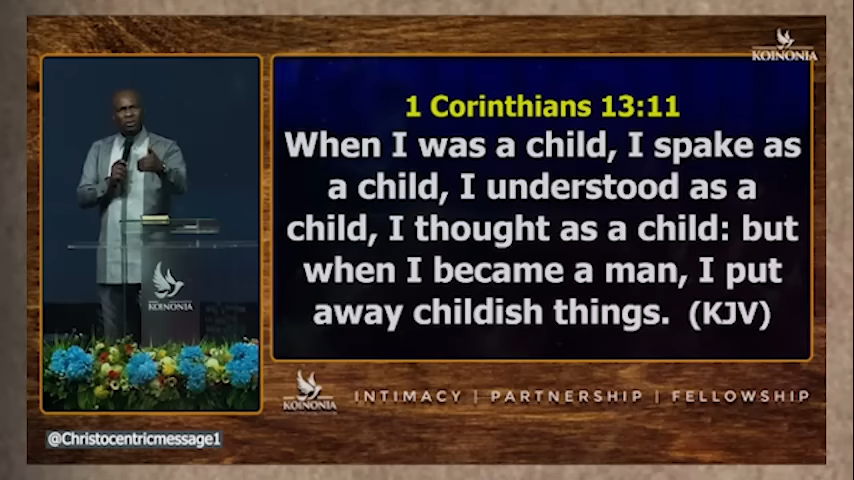 KOINONIA
1 Corinthians 13:11
When I was a child, I spake as
a child, I understood as a
child, I thought as a child: but
when I became a man, I put
away childish things. (KJV)
KOINONIA
KOINONIA
INTIMACY | PARTNERSHIP | FELLOWSHIP
@Christocentricmessage1